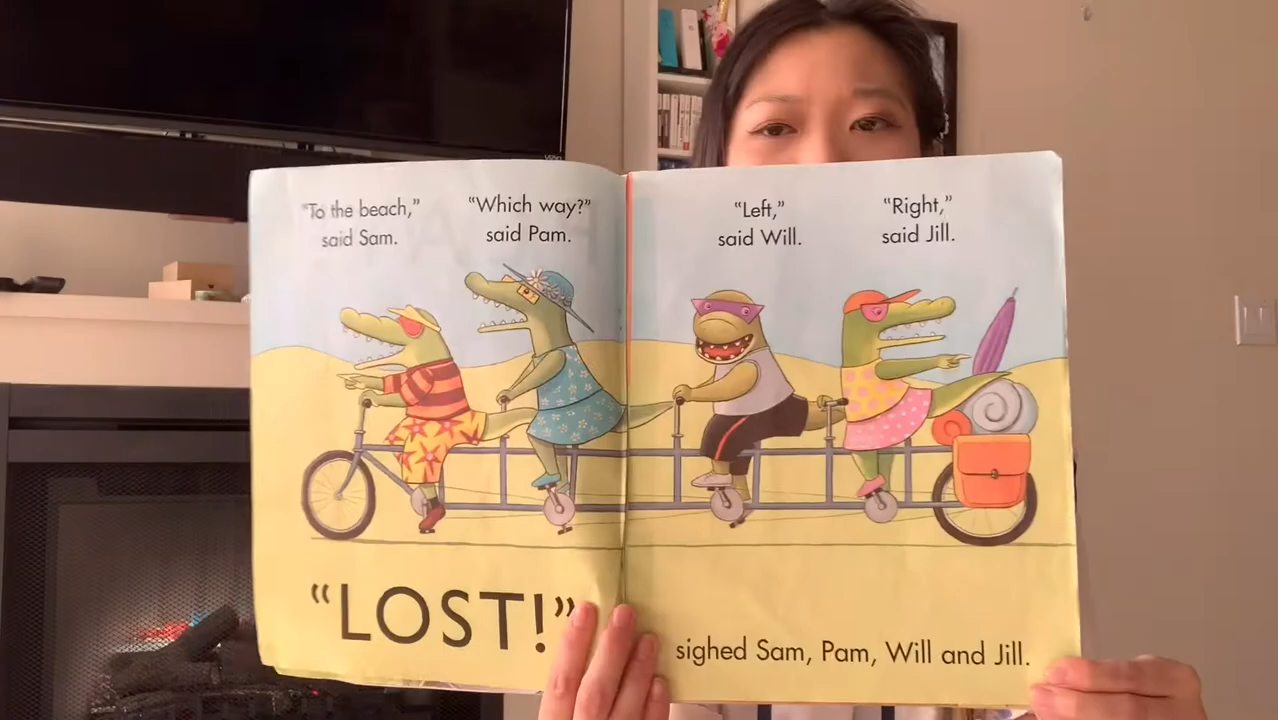 “To the beach,”
said Sam.
“Which way?”
said Pam.
“Left,”
said Will.
“Right,”
said Jill.
“LOST!”
sighed Sam, Pam, Will and Jill.